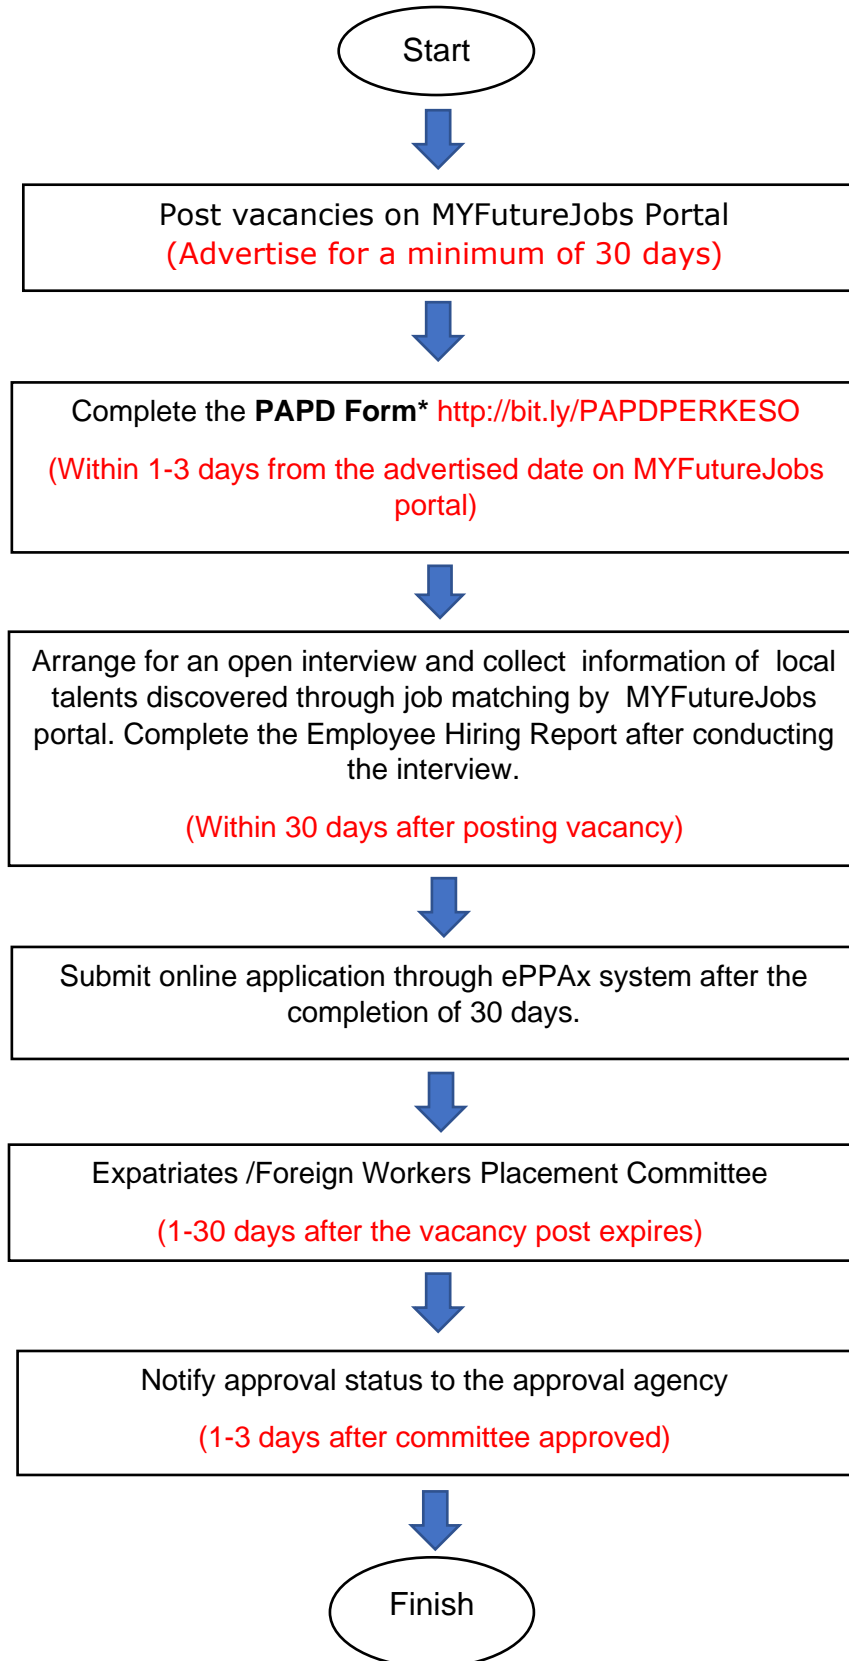 Start
Post vacancies on MYFutureJobs Portal
(Advertise for a minimum of 30 days)
Complete the PAPD Form* http://bit.ly/PAPDPERKESO
(Within 1-3 days from the advertised date on MYFutureJobs
portal)
Arrange for an open interview and collect information of local
talents discovered through job matching by MYFutureJobs
portal. Complete the Employee Hiring Report after conducting
the interview.
(Within 30 days after posting vacancy)
Submit online application through ePPAx system after the
completion of 30 days.
Expatriates /Foreign Workers Placement Committee
(1-30 days after the vacancy post expires)
Notify approval status to the approval agency
(1-3 days after committee approved)
Finish